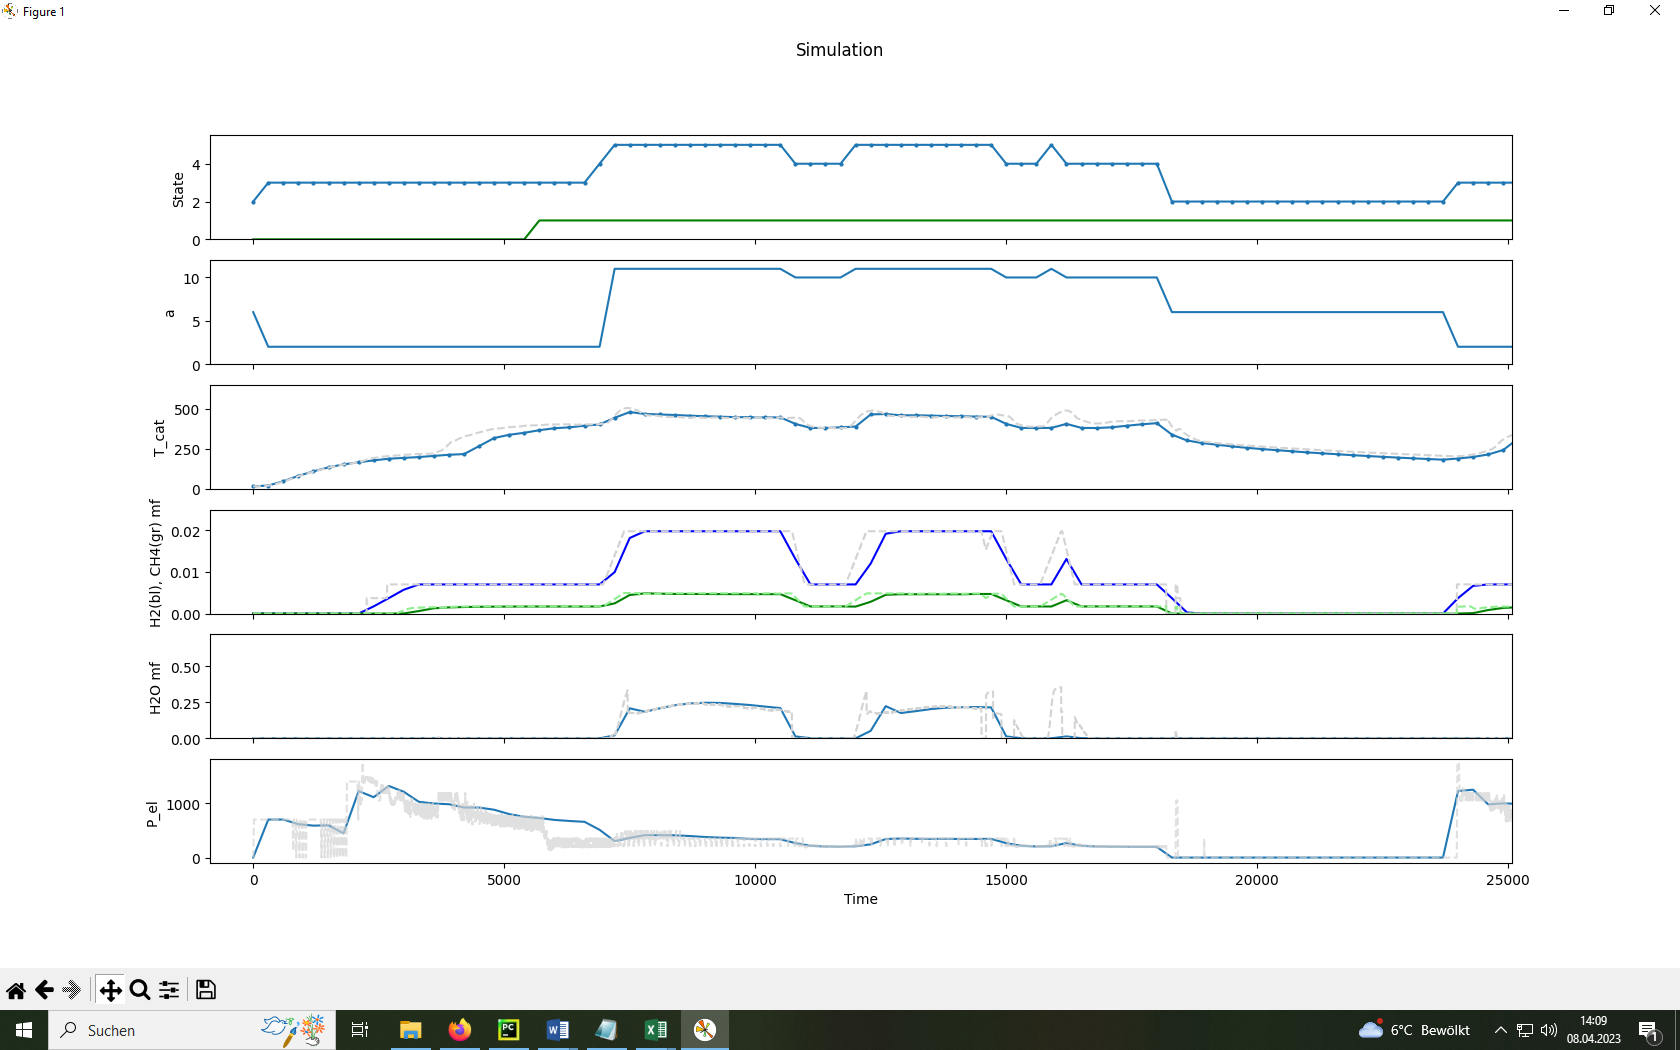 Figure 1
Simulation
State
4
2
0
a
10
5
0
T_cat
500
250
0
H2(bl), CH4(gr) mf
0.02
0.01
0.00
H2O mf
0.50
0.25
0.00
P_el
1000
0
0 5000 10000 15000 20000 25000
Time
Suchen
PC
W
X
6°C Bewölkt
14:09
08.04.2023
1